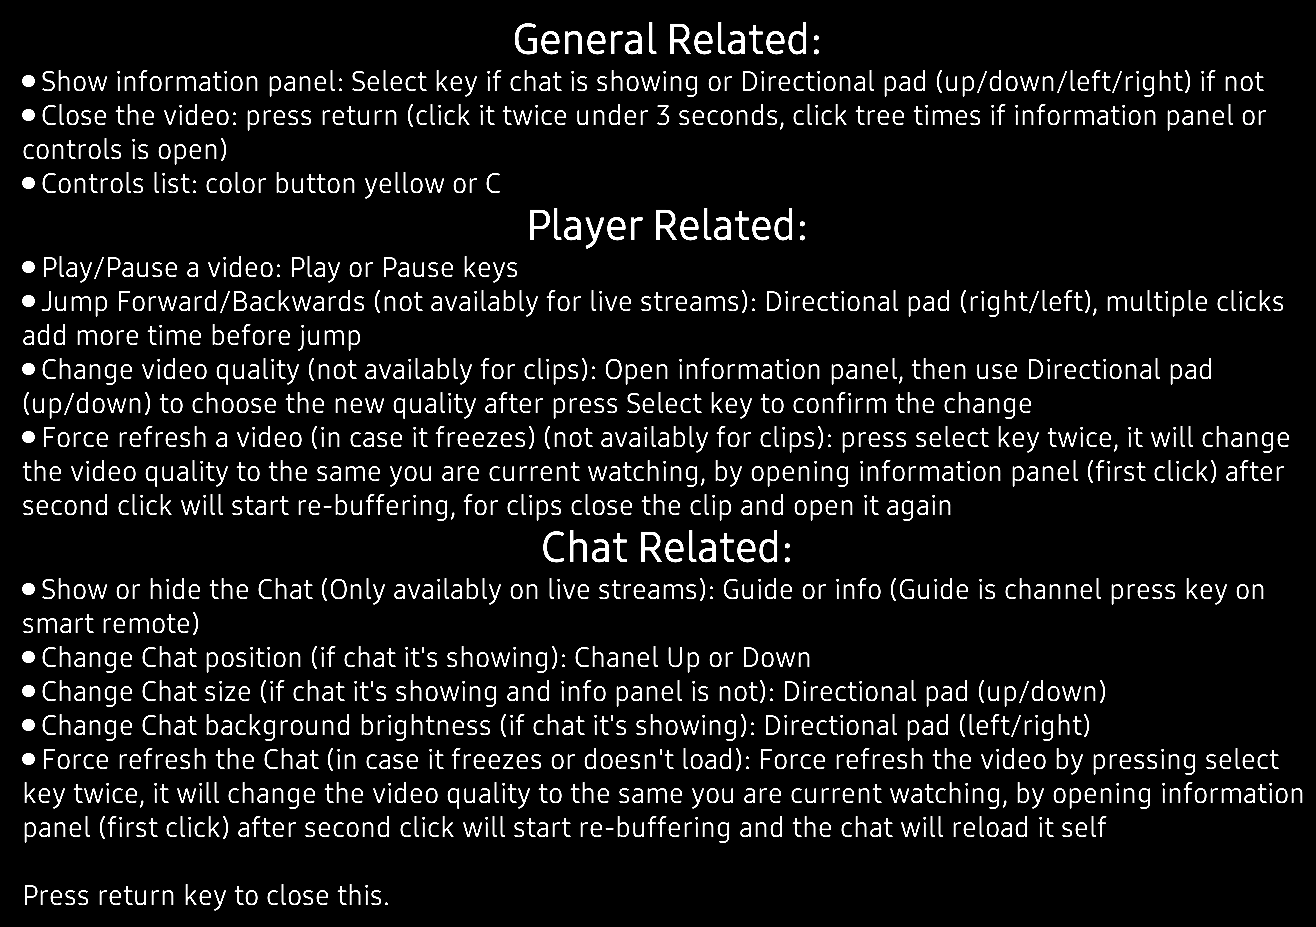 General Related:
● Show information panel: Select key if chat is showing or Directional pad (up/down/left/right) if not
● Close the video: press return (click it twice under 3 seconds, click tree times if information panel or
controls is open)
● Controls list: color button yellow or C
Player Related:
● Play/Pause a video: Play or Pause keys
● Jump Forward/Backwards (not availably for live streams): Directional pad (right/left), multiple clicks
add more time before jump
● Change video quality (not availably for clips): Open information panel, then use Directional pad
(up/down) to choose the new quality after press Select key to confirm the change
● Force refresh a video (in case it freezes) (not availably for clips): press select key twice, it will change
the video quality to the same you are current watching, by opening information panel (first click) after
second click will start re-buffering, for clips close the clip and open it again
Chat Related:
● Show or hide the Chat (Only availably on live streams): Guide or info (Guide is channel press key on
smart remote)
● Change Chat position (if chat it's showing): Chanel Up or Down
● Change Chat size (if chat it's showing and info panel is not): Directional pad (up/down)
● Change Chat background brightness (if chat it's showing): Directional pad (left/right)
● Force refresh the Chat (in case it freezes or doesn't load): Force refresh the video by pressing select
key twice, it will change the video quality to the same you are current watching, by opening information
panel (first click) after second click will start re-buffering and the chat will reload it self
Press return key to close this.